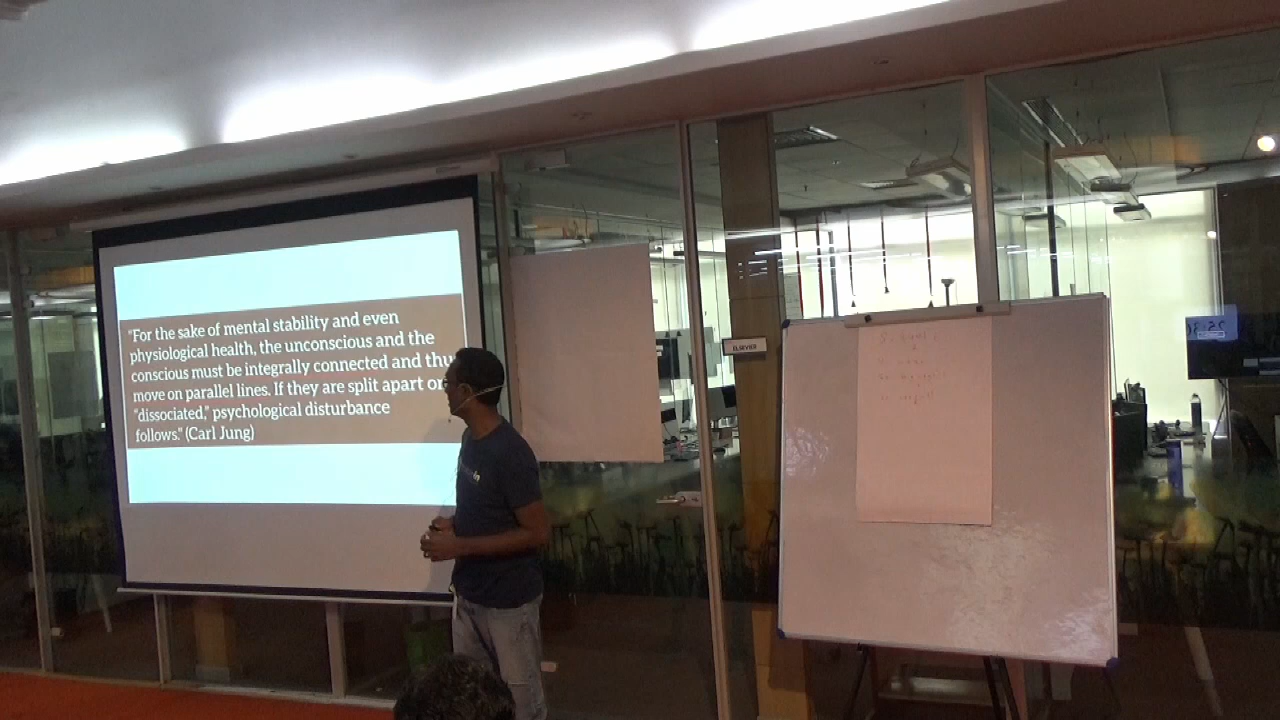 "For the sake of mental stability and even
physiological health, the unconscious and the
conscious must be integrally connected and thu
move on parallel lines. If they are split apart or
"dissociated," psychological disturbance
follows." (Carl Jung)
ELSEVIER